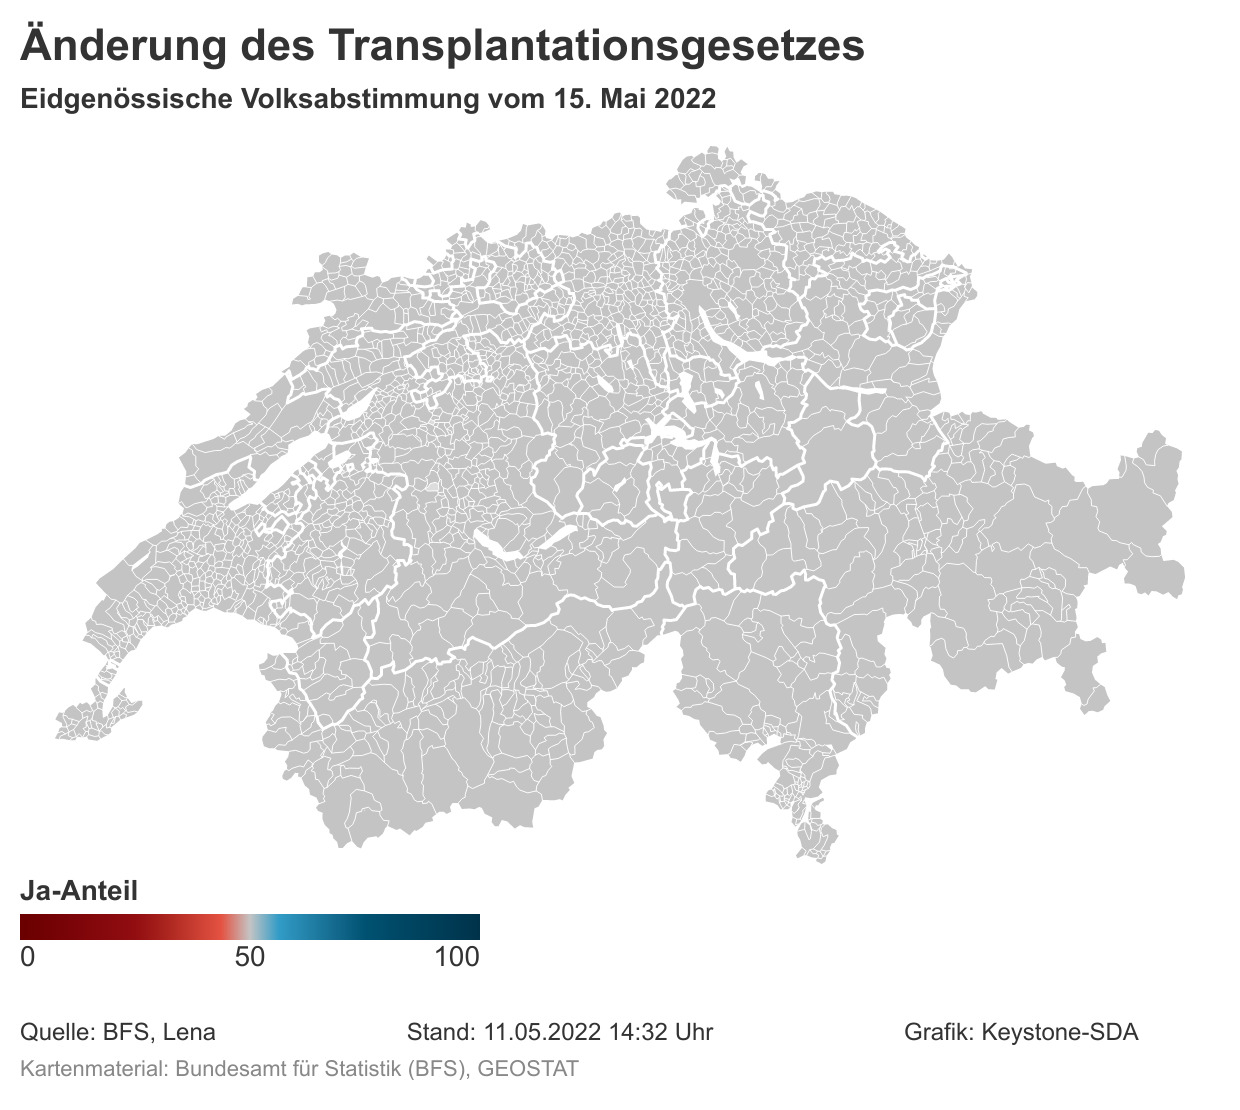 Änderung des Transplantationsgesetzes
Eidgenössische Volksabstimmung vom 15. Mai 2022
Ja-Anteil
0 50 100
Quelle: BFS, Lena Stand: 11.05.2022 14:32 Uhr Grafik: Keystone-SDA
Kartenmaterial: Bundesamt für Statistik (BFS), GEOSTAT